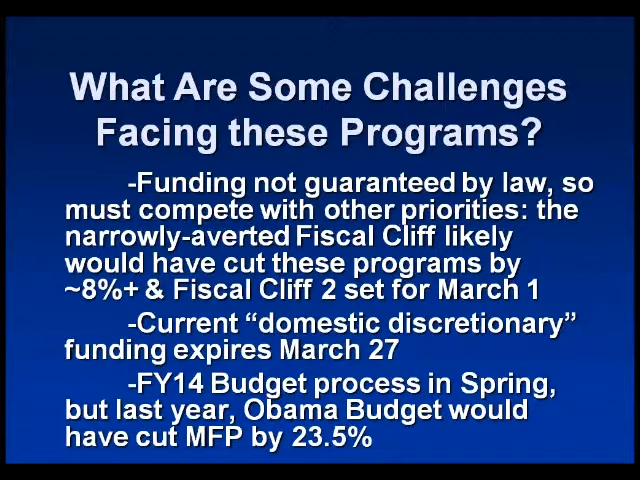 What Are Some Challenges
Facing these Programs?
-Funding not guaranteed by law, so
must compete with other priorities: the
narrowly-averted Fiscal Cliff likely
would have cut these programs by
~8%+ & Fiscal Cliff 2 set for March 1
-Current “domestic discretionary”
funding expires March 27
-FY14 Budget process in Spring,
but last year, Obama Budget would
have cut MFP by 23.5%